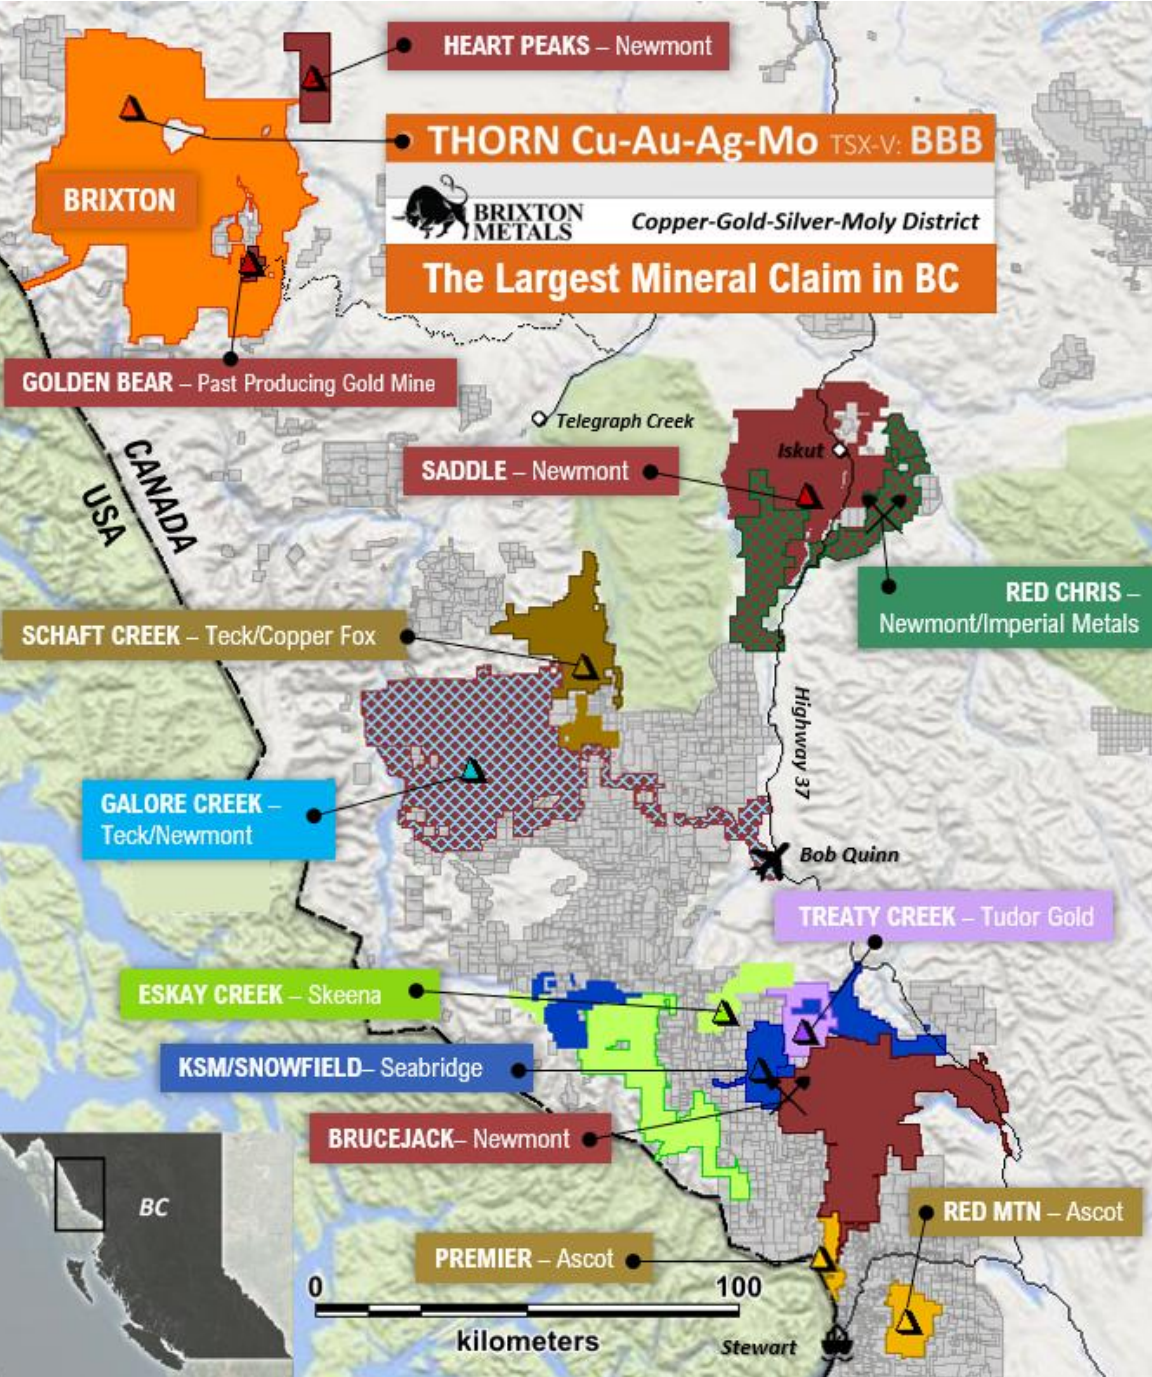 HEART PEAKS – Newmont
THORN Cu-Au-Ag-Mo TSX-V: BBB
BRIXTON
BRIXTON
METALS
Copper-Gold-Silver-Moly District
The Largest Mineral Claim in BC
GOLDEN BEAR – Past Producing Gold Mine
Telegraph Creek
CANADA
USA
SADDLE – Newmont
Iskut
RED CHRIS –
Newmont/Imperial Metals
SCHAFT CREEK – Teck/Copper Fox
Highway 37
GALORE CREEK –
Teck/Newmont
Bob Quinn
TREATY CREEK – Tudor Gold
ESKAY CREEK – Skeena
KSM/SNOWFIELD– Seabridge
BRUCEJACK– Newmont
BC
RED MTN – Ascot
PREMIER – Ascot
0 100
kilometers
Stewart